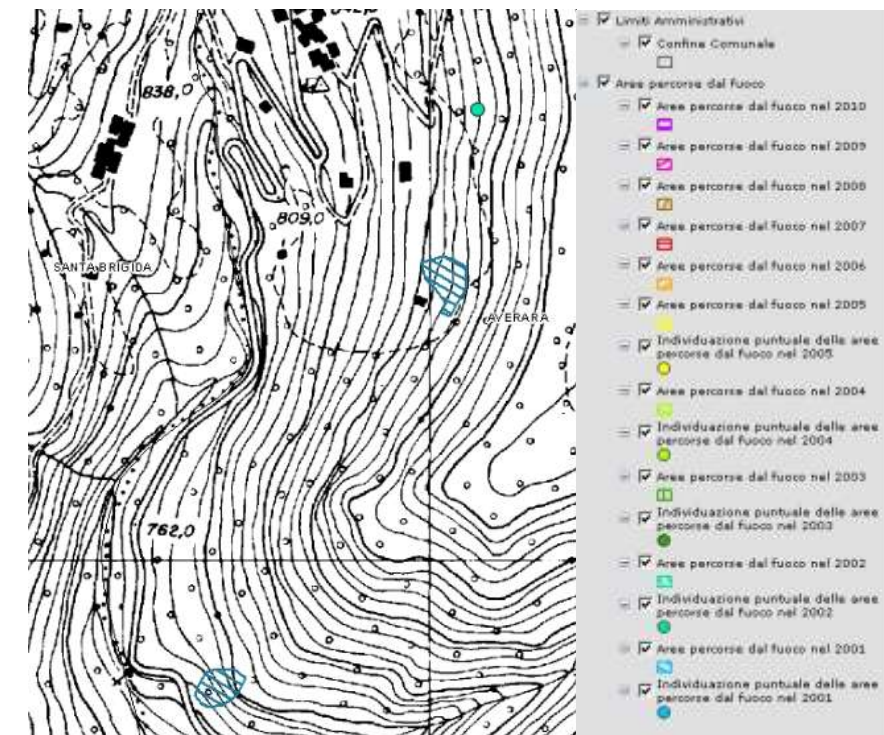 838,0
809,0
SANTA BRIGIDA
AVERARA
762,0
Limiti Amministrativi
Confine Comunale
Aree percorse dal fuoco
Aree percorse dal fuoco nel 2010
Aree percorse dal fuoco nel 2009
Aree percorse dal fuoco nel 2008
Aree percorse dal fuoco nel 2007
Aree percorse dal fuoco nel 2006
Aree percorse dal fuoco nel 2005
Individuazione puntuale delle aree
percorse dal fuoco nel 2005
Aree percorse dal fuoco nel 2004
Individuazione puntuale delle aree
percorse dal fuoco nel 2004
Aree percorse dal fuoco nel 2003
Individuazione puntuale delle aree
percorse dal fuoco nel 2003
Aree percorse dal fuoco nel 2002
Individuazione puntuale delle aree
percorse dal fuoco nel 2002
Aree percorse dal fuoco nel 2001
Individuazione puntuale delle aree
percorse dal fuoco nel 2001